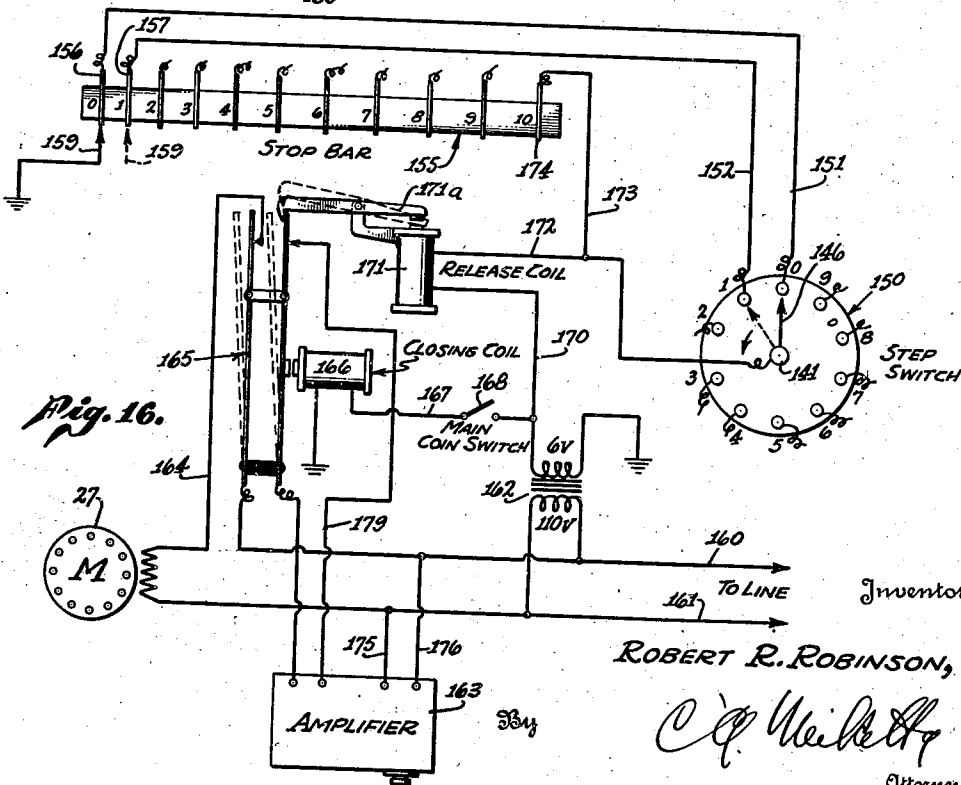 156
157
0 1 2 3 4 5 6 7 8 9 10
159
159
STOP BAR
155
174
152
151
171a
172
173
171
RELEASE COIL
146
1 0 9
150
2 0 8
141
STEP SWITCH
3 7
4 5 6
165
166
CLOSING COIL
170
168
167
MAIN COIN SWITCH
6V
162
110V
Fig. 16.
164
27
M
179
160
TO LINE
161
175
176
AMPLIFIER
163
Inventor
ROBERT R. ROBINSON,
By
Attorney